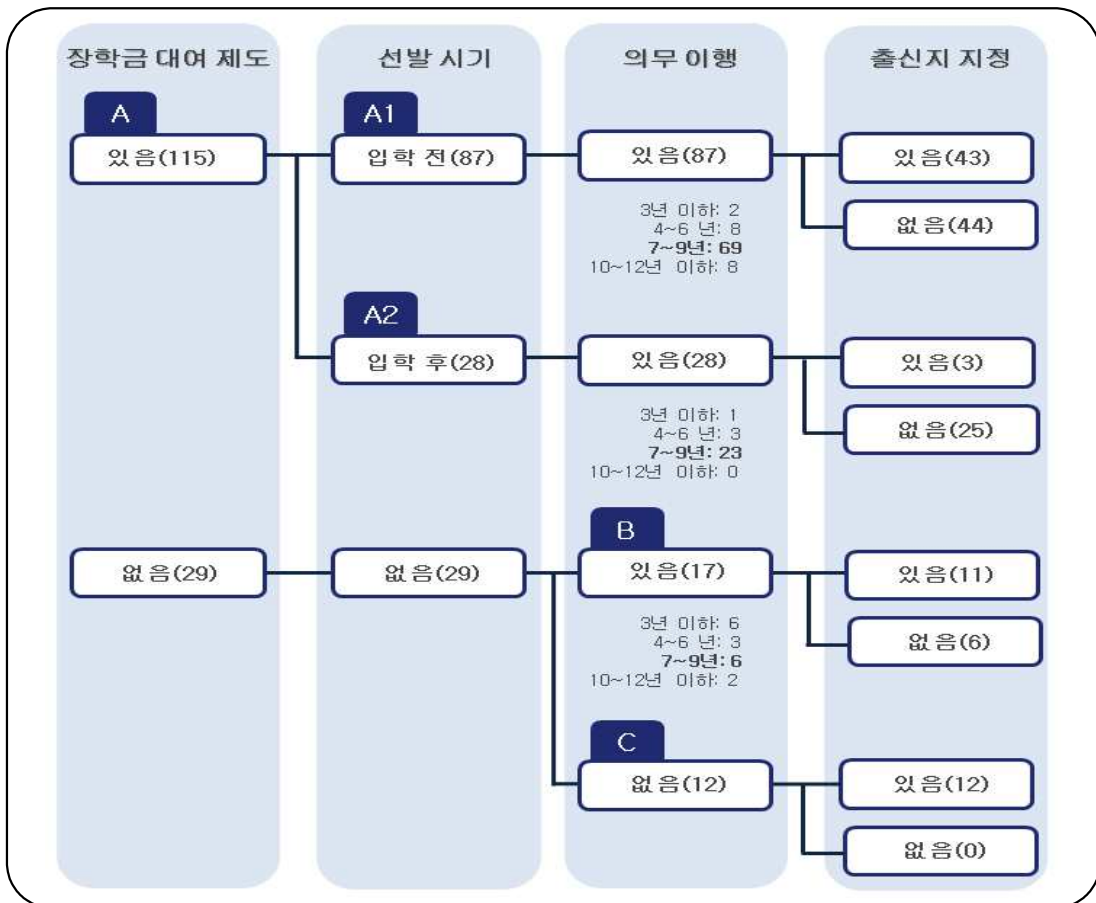 장학금 대여 제도
선발 시기
의무 이행
출신지 지정
A
있음(115)
A1
입학 전(87)
있음(87)
3년 이하: 2
4~6 년: 8
7~9년: 69
10~12년 이하: 8
있음(43)
없음(44)
A2
입학 후(28)
있음(28)
3년 이하: 1
4~6 년: 3
7~9년: 23
10~12년 이하: 0
있음(3)
없음(25)
없음(29)
없음(29)
B
있음(17)
3년 이하: 6
4~6 년: 3
7~9년: 6
10~12년 이하: 2
있음(11)
없음(6)
C
없음(12)
있음(12)
없음(0)